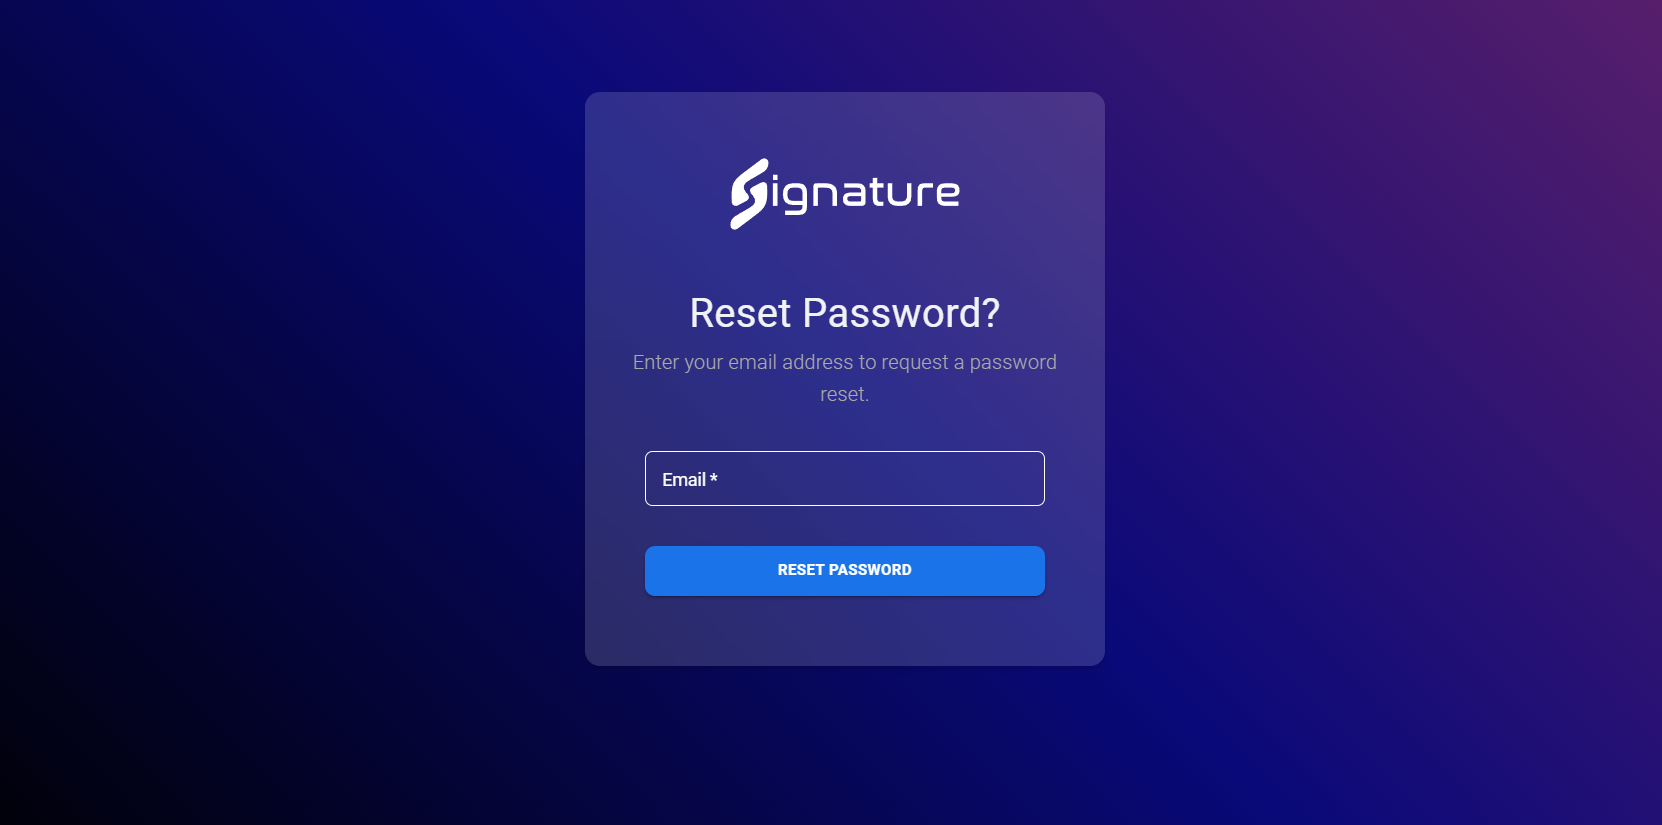 Signature
Reset Password?
Enter your email address to request a password
reset.
Email *
RESET PASSWORD